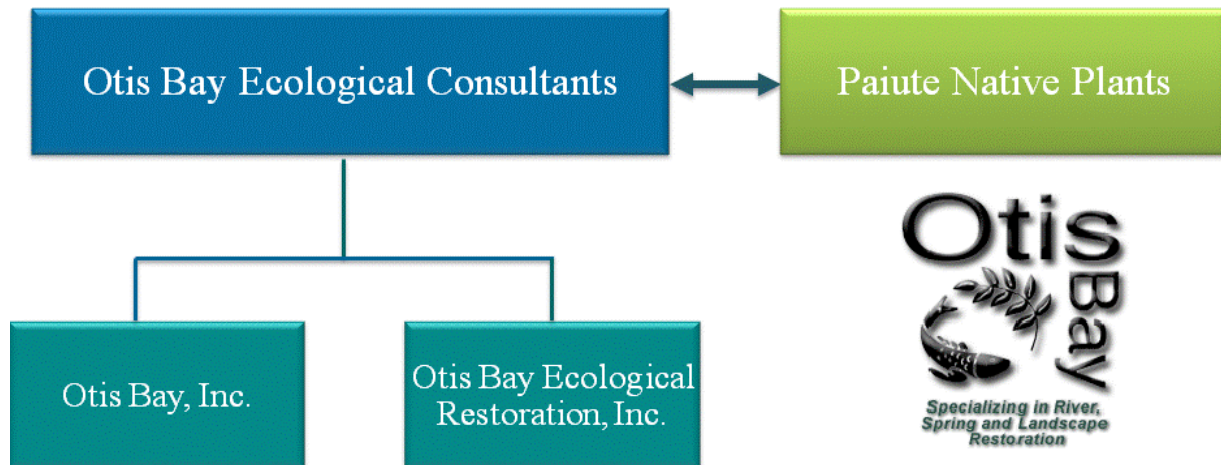 Otis Bay Ecological Consultants
Paiute Native Plants
Otis Bay, Inc.
Otis Bay Ecological
Restoration, Inc.
Otis
Bay
Specializing in River,
Spring and Landscape
Restoration